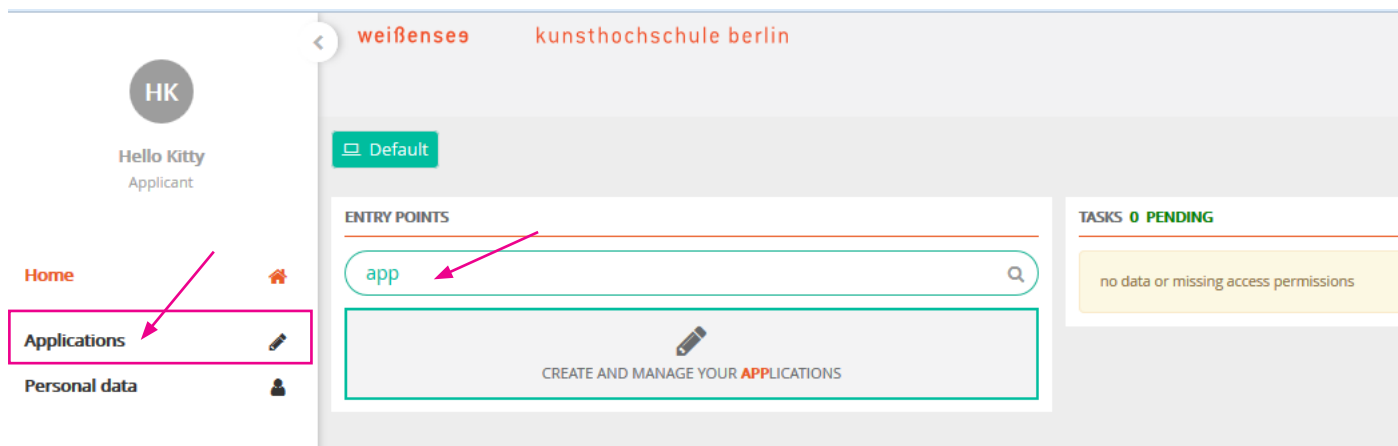 weißensee kunsthochschule berlin
HK
Hello Kitty
Applicant
Home
Applications
Personal data
Default
ENTRY POINTS
app
CREATE AND MANAGE YOUR APPLICATIONS
TASKS 0 PENDING
no data or missing access permissions